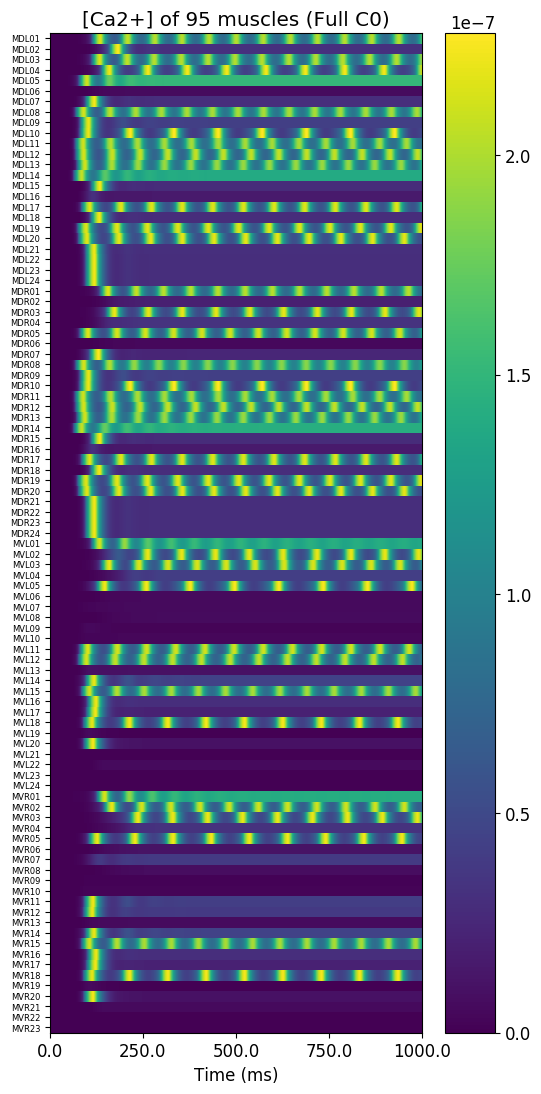 [Ca2+] of 95 muscles (Full C0)
1e−7
MDL01
MDL02
MDL03
MDL04
MDL05
MDL06
MDL07
MDL08
MDL09
MDL10
MDL11
MDL12
MDL13
MDL14
MDL15
MDL16
MDL17
MDL18
MDL19
MDL20
MDL21
MDL22
MDL23
MDL24
MDR01
MDR02
MDR03
MDR04
MDR05
MDR06
MDR07
MDR08
MDR09
MDR10
MDR11
MDR12
MDR13
MDR14
MDR15
MDR16
MDR17
MDR18
MDR19
MDR20
MDR21
MDR22
MDR23
MDR24
MVL01
MVL02
MVL03
MVL04
MVL05
MVL06
MVL07
MVL08
MVL09
MVL10
MVL11
MVL12
MVL13
MVL14
MVL15
MVL16
MVL17
MVL18
MVL19
MVL20
MVL21
MVL22
MVL23
MVL24
MVR01
MVR02
MVR03
MVR04
MVR05
MVR06
MVR07
MVR08
MVR09
MVR10
MVR11
MVR12
MVR13
MVR14
MVR15
MVR16
MVR17
MVR18
MVR19
MVR20
MVR21
MVR22
MVR23
0.0 250.0 500.0 750.0 1000.0
Time (ms)
2.0
1.5
1.0
0.5
0.0